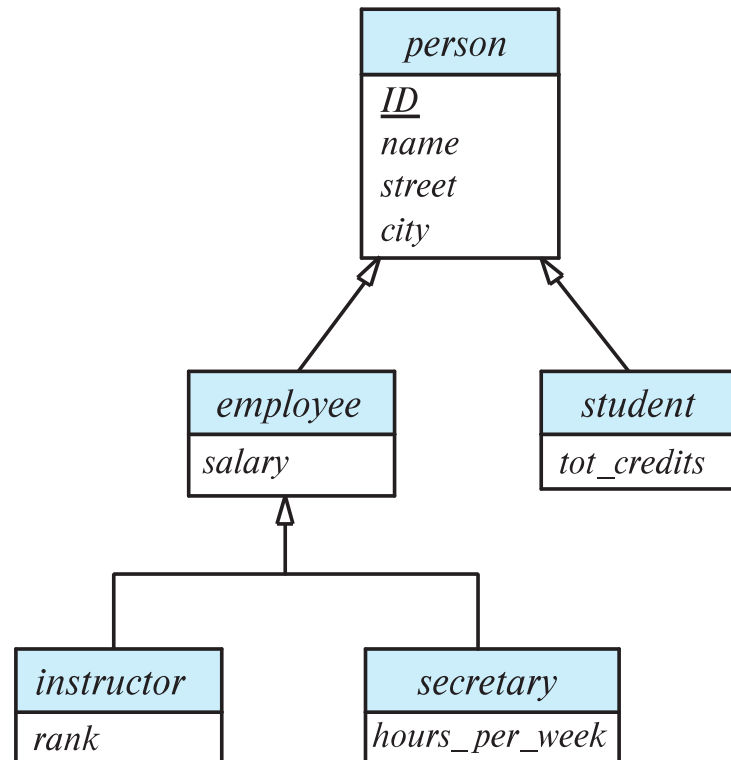 person
ID
name
street
city
employee
student
salary
tot_credits
instructor
secretary
rank
hours_per_week